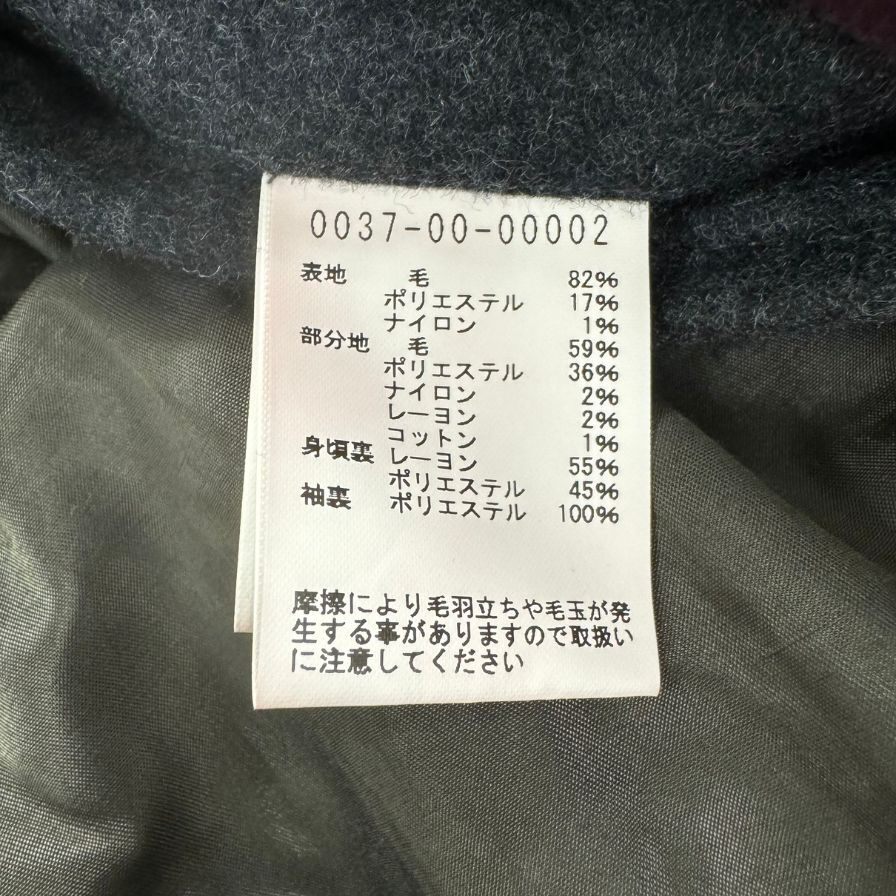 0037-00-00002
表地 毛 82%
ポリエステル 17%
ナイロン 1%
部分地 毛 59%
ポリエステル 36%
ナイロン 2%
レーヨン 2%
コットン 1%
身頃裏 レーヨン 55%
ポリエステル 45%
袖裏 ポリエステル 100%
摩擦により毛羽立ちや毛玉が発
生する事がありますので取扱い
に注意してください